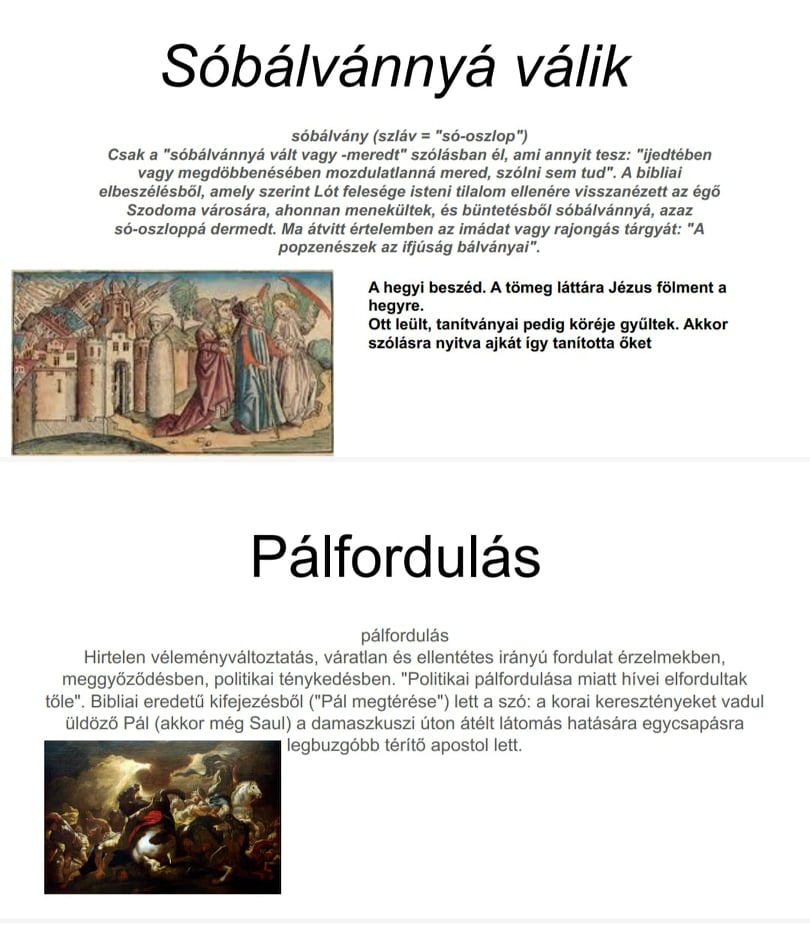 Sóbálvánnyá válik
sóbálvány (szláv = "só-oszlop")
Csak a "sóbálvánnyá vált vagy -meredt" szólásban él, ami annyit tesz: "ijedtében
vagy megdöbbenésében mozdulatlanná mered, szólni sem tud". A bibliai
elbeszélésből, amely szerint Lót felesége isteni tilalom ellenére visszanézett az égő
Szodoma városára, ahonnan menekültek, és büntetésből sóbálvánnyá, azaz
só-oszloppá dermedt. Ma átvitt értelemben az imádat vagy rajongás tárgyát: "A
popzenészek az ifjúság bálványai".
A hegyi beszéd. A tömeg láttára Jézus fölment a
hegyre.
Ott leült, tanítványai pedig köréje gyűltek. Akkor
szólásra nyitva ajkát így tanította őket
Pálfordulás
pálfordulás
Hirtelen véleményváltoztatás, váratlan és ellentétes irányú fordulat érzelmekben,
meggyőződésben, politikai ténykedésben. "Politikai pálfordulása miatt hívei elfordultak
tőle". Bibliai eredetű kifejezésből ("Pál megtérése") lett a szó: a korai keresztényeket vadul
üldöző Pál (akkor még Saul) a damaszkuszi úton átélt látomás hatására egycsapásra
legbuzgóbb térítő apostol lett.